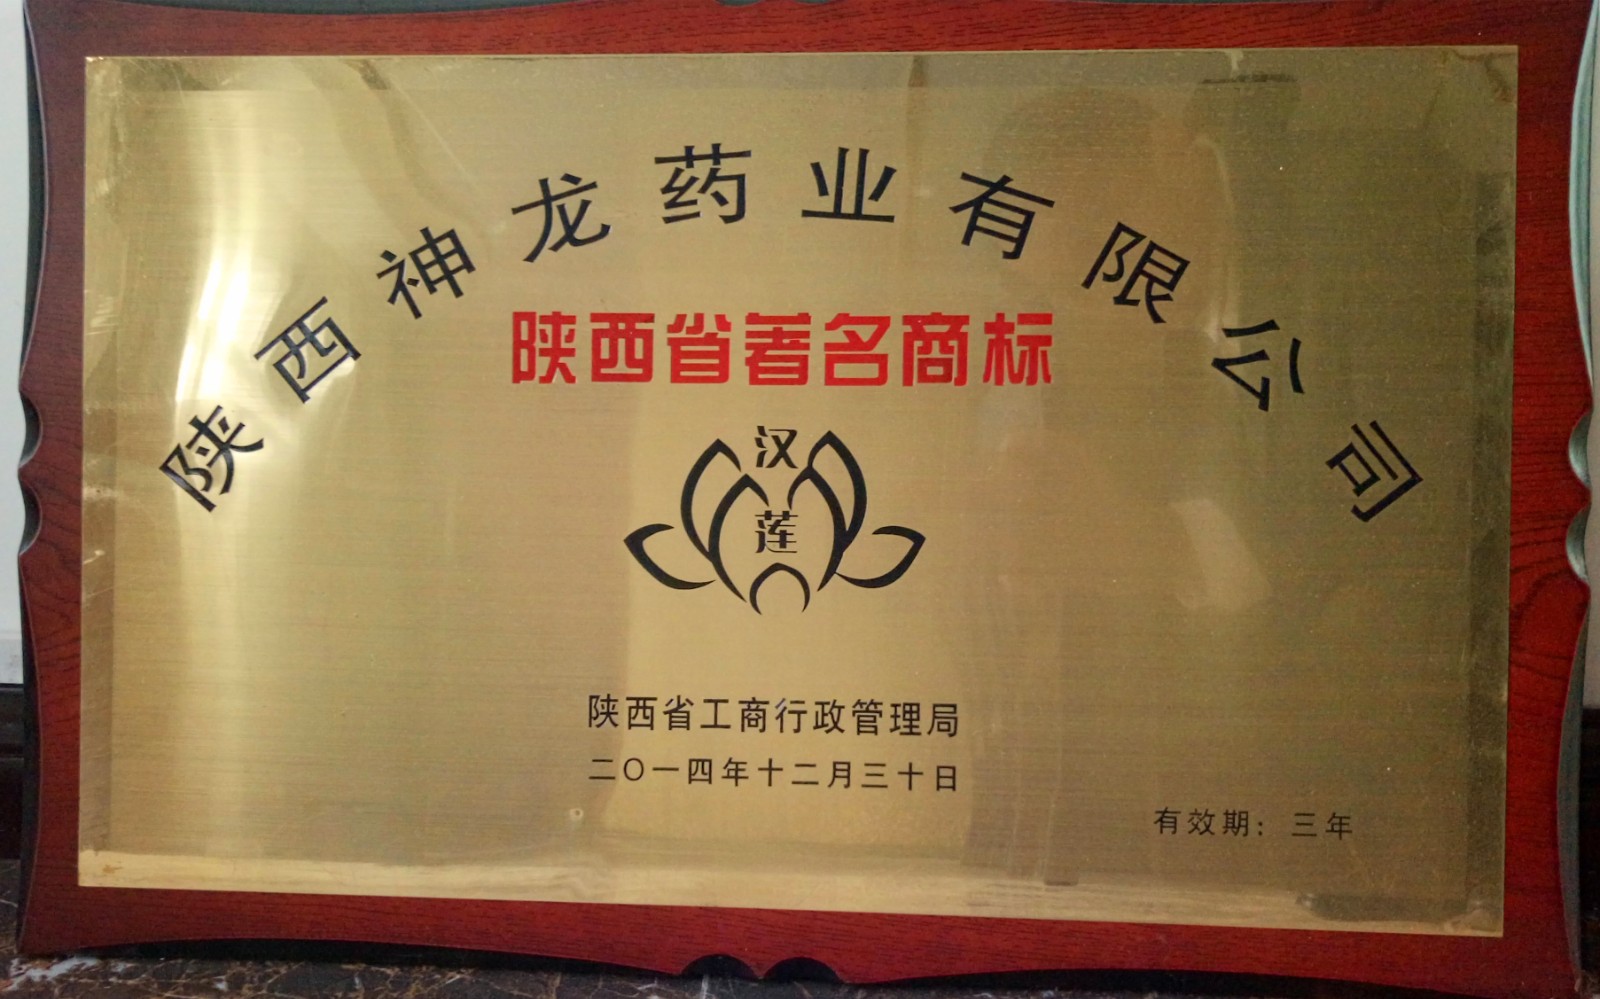 陕西神龙药业有限公司
陕西省著名商标
汉
莲
陕西省工商行政管理局
二〇一四年十二月三十日
有效期：三年